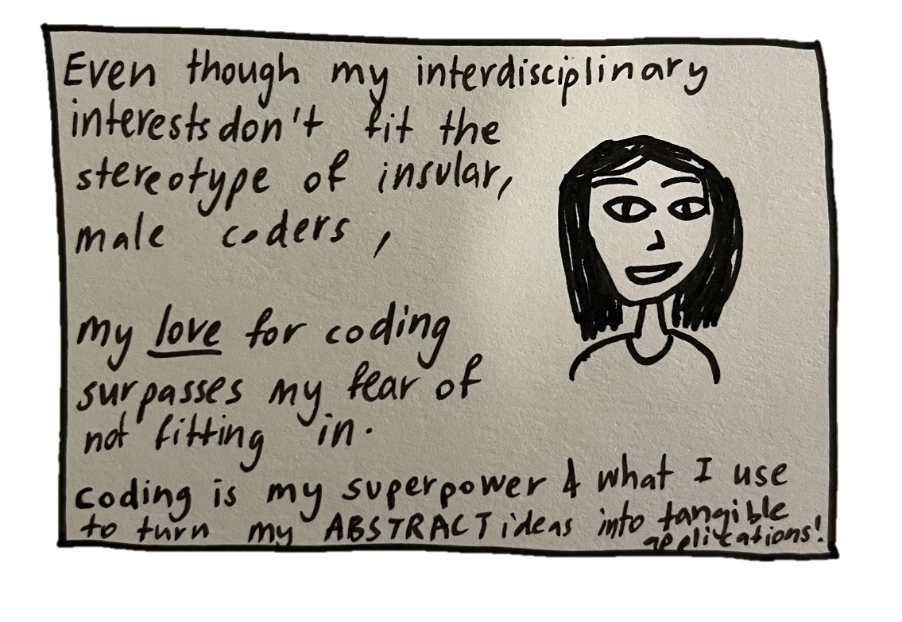 Even though my interdisciplinary
interests don't fit the
stereotype of insular,
male coders,
my love for coding
surpasses my fear of
not fitting in.
coding is my superpower & what I use
to turn my ABSTRACT ideas into tangible
applications!